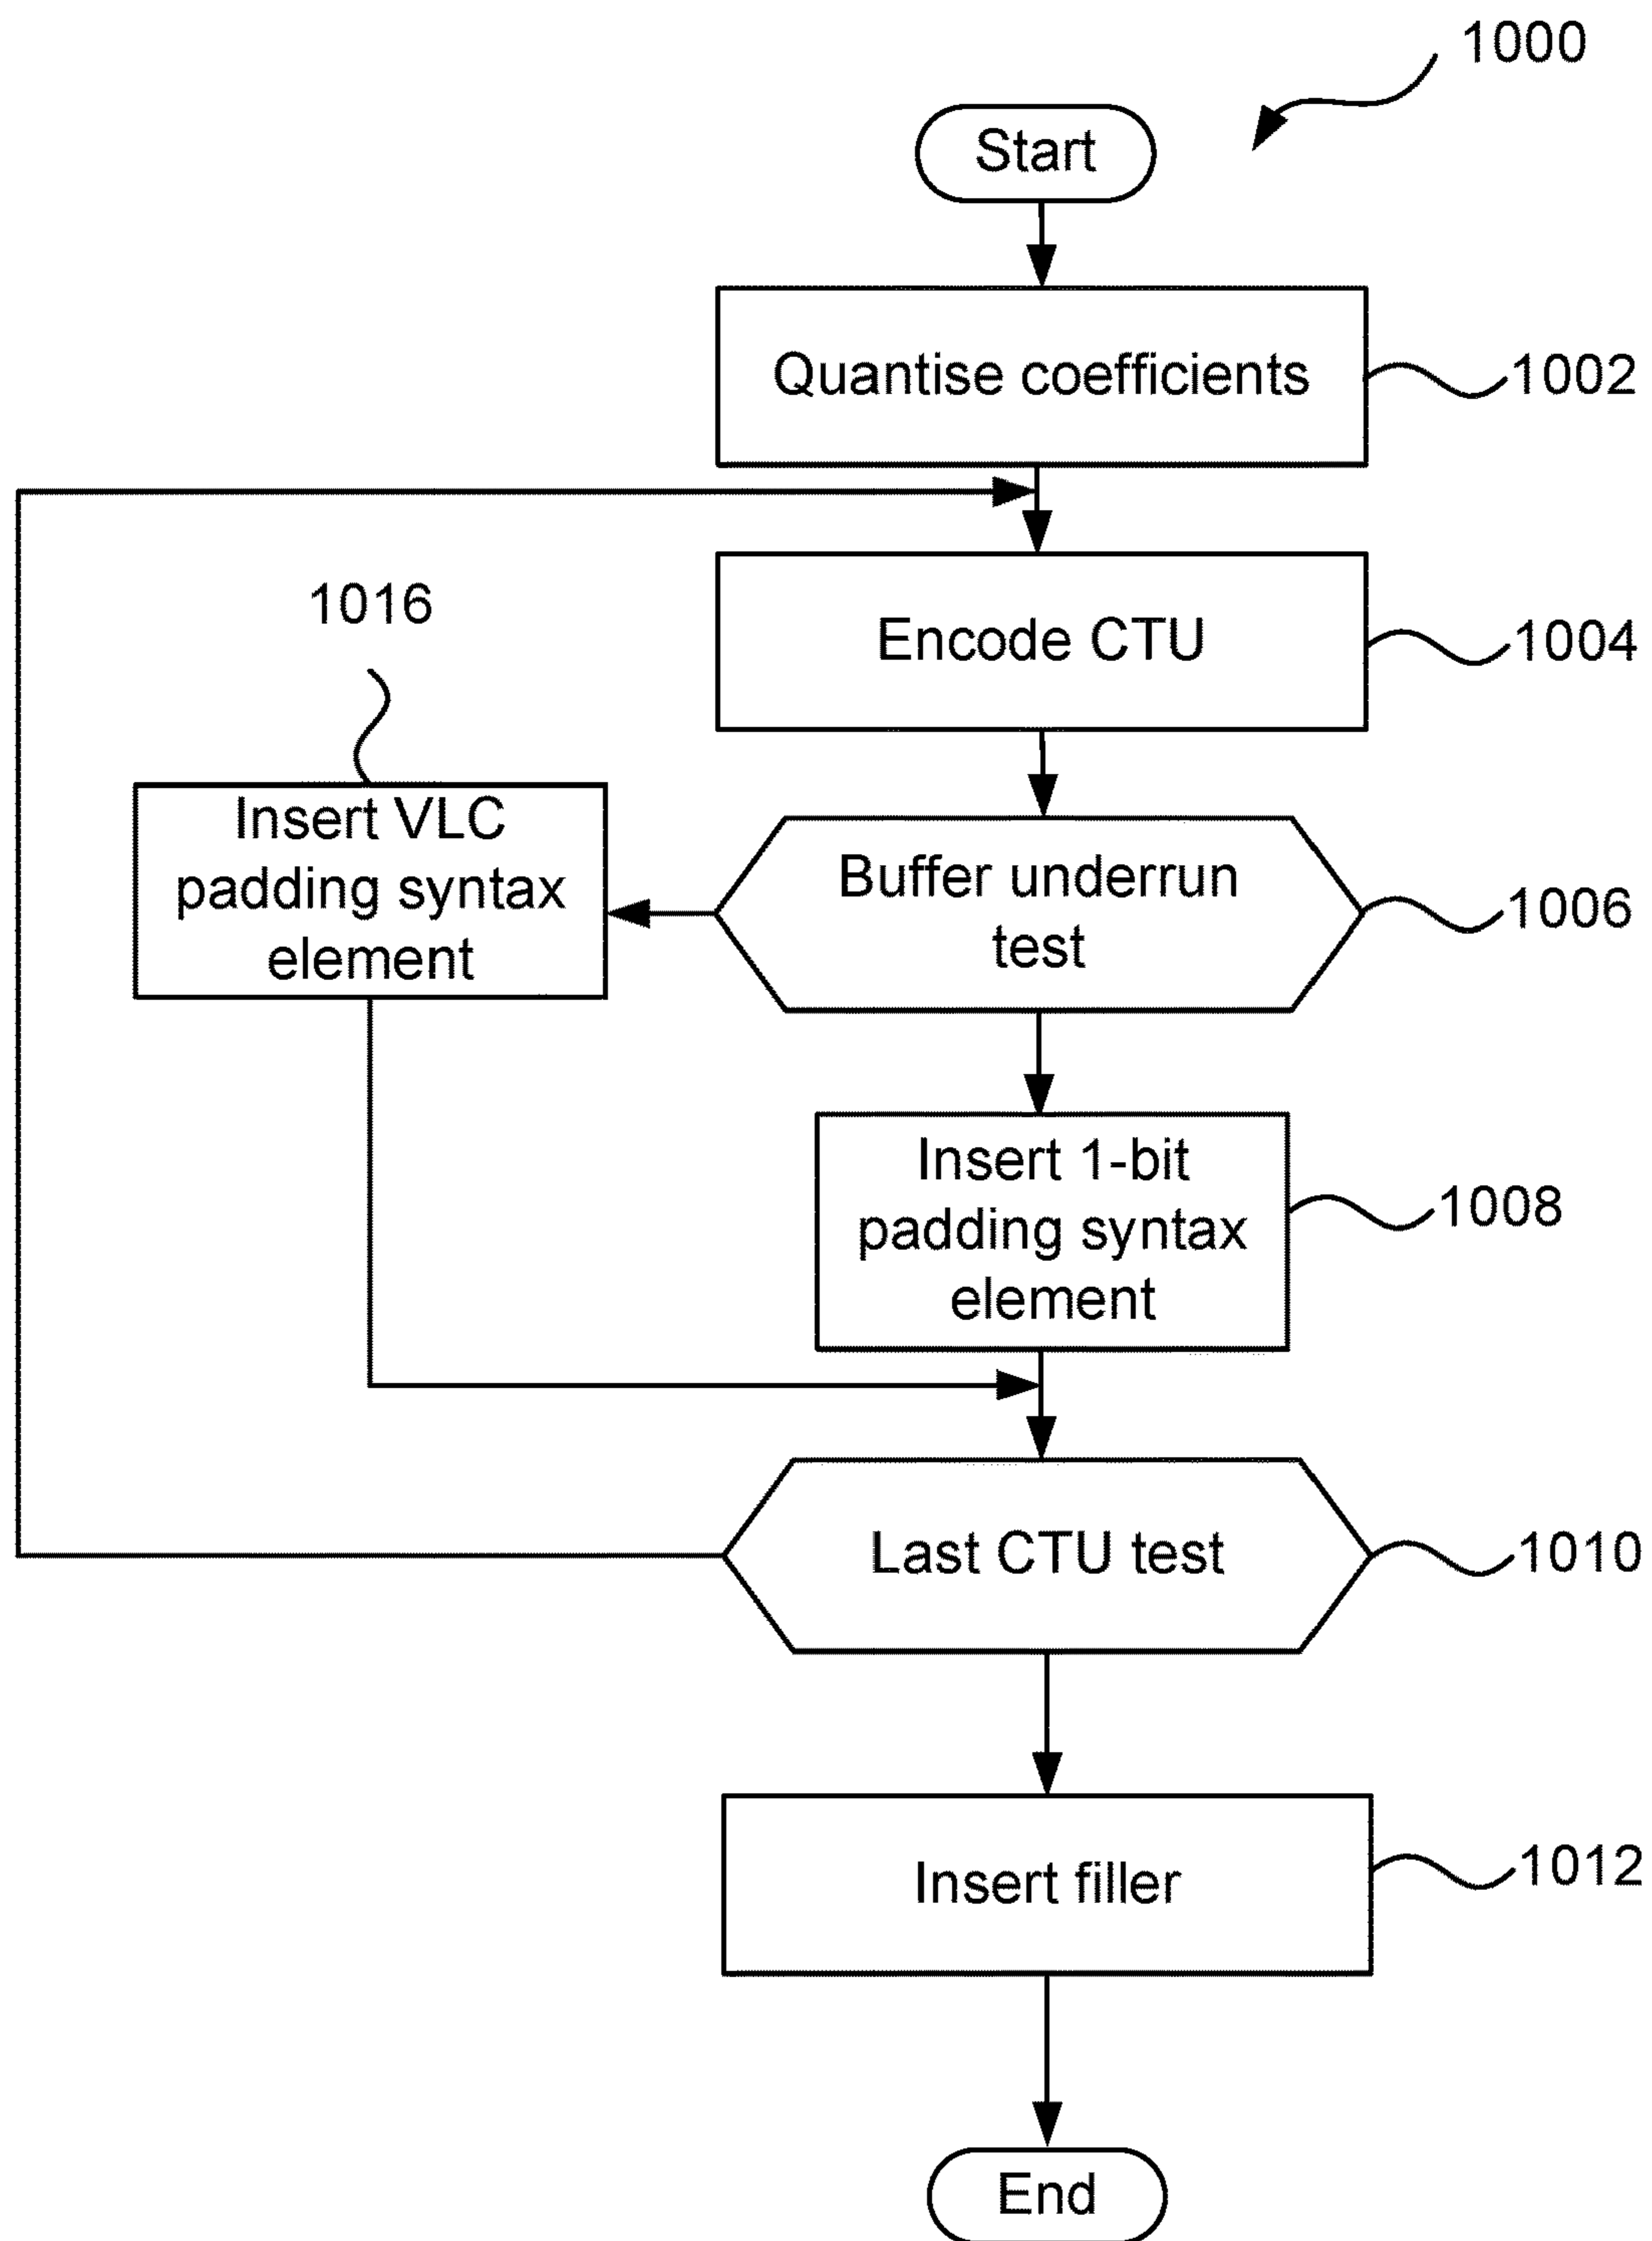 1000
Start
Quantise coefficients
1002
1016
Encode CTU
1004
Insert VLC
padding syntax
element
Buffer underrun
test
1006
Insert 1-bit
padding syntax
element
1008
Last CTU test
1010
Insert filler
1012
End